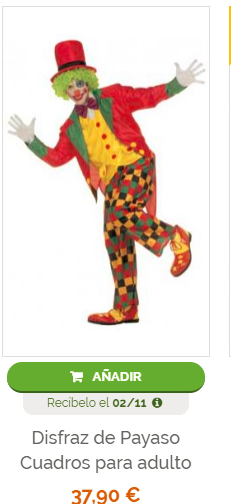 AÑADIR
Recíbelo el 02/11
Disfraz de Payaso
Cuadros para adulto
37,90 €